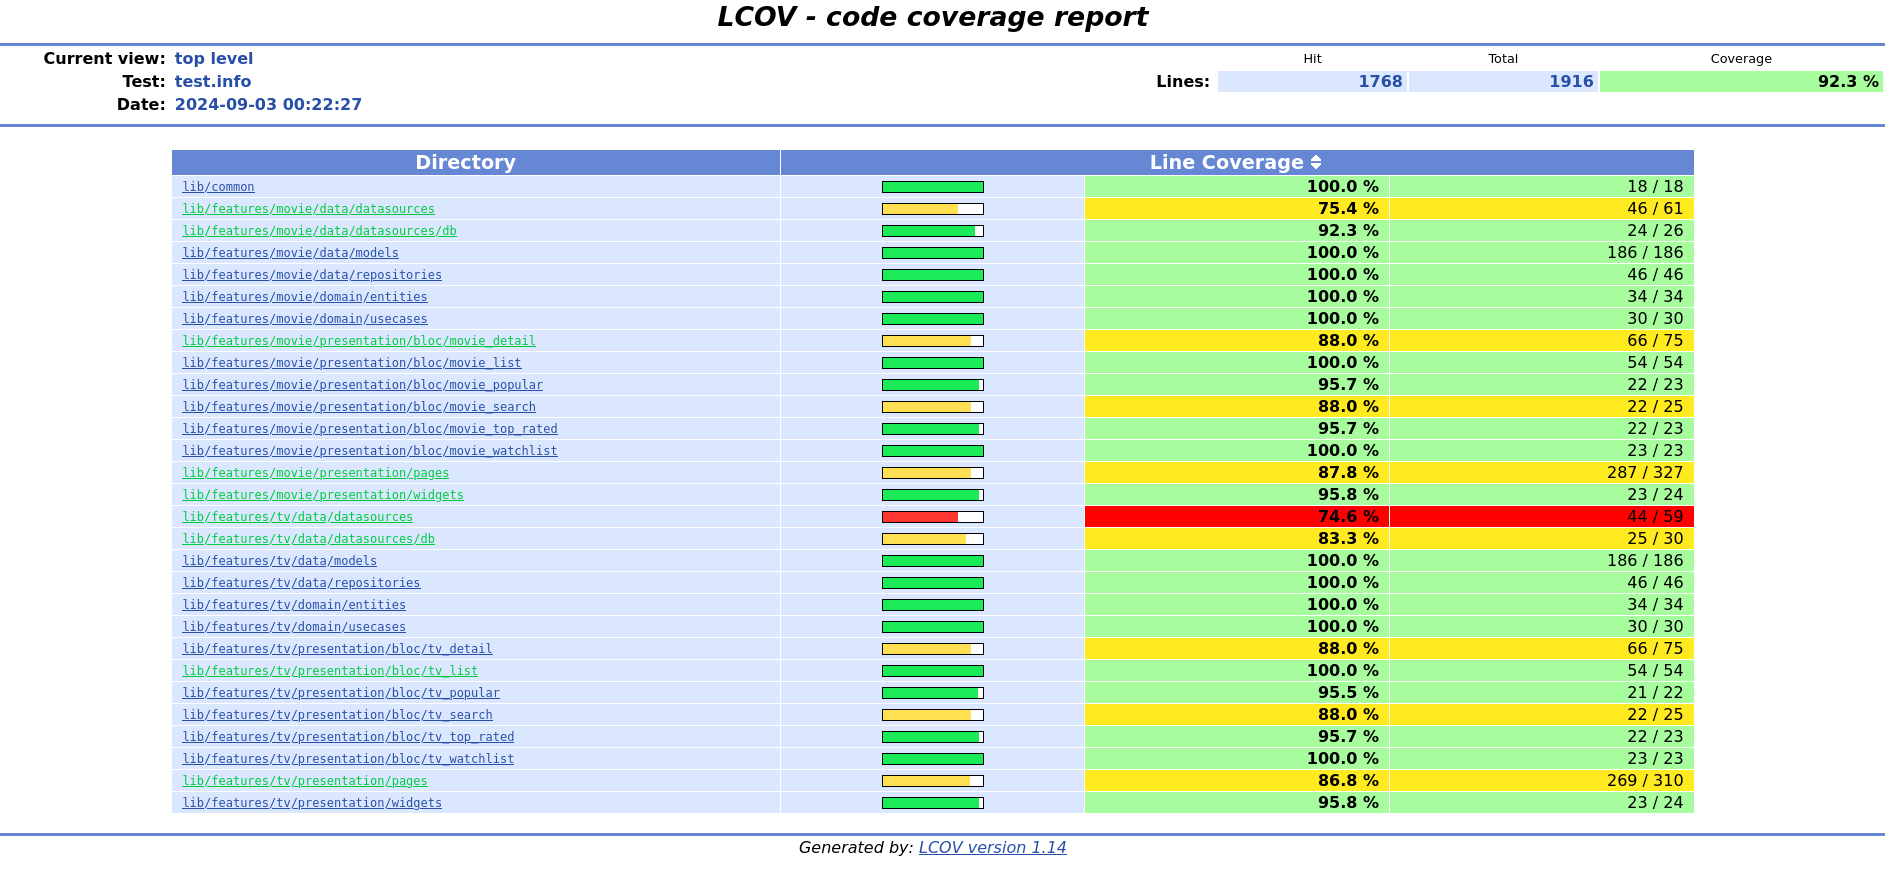 LCOV - code coverage report
Current view: top level Hit Total Coverage
Test: test.info Lines: 1768 1916 92.3 %
Date: 2024-09-03 00:22:27
Directory Line Coverage
lib/common 100.0 % 18 / 18
lib/features/movie/data/datasources 75.4 % 46 / 61
lib/features/movie/data/datasources/db 92.3 % 24 / 26
lib/features/movie/data/models 100.0 % 186 / 186
lib/features/movie/data/repositories 100.0 % 46 / 46
lib/features/movie/domain/entities 100.0 % 34 / 34
lib/features/movie/domain/usecases 100.0 % 30 / 30
lib/features/movie/presentation/bloc/movie_detail 88.0 % 66 / 75
lib/features/movie/presentation/bloc/movie_list 100.0 % 54 / 54
lib/features/movie/presentation/bloc/movie_popular 95.7 % 22 / 23
lib/features/movie/presentation/bloc/movie_search 88.0 % 22 / 25
lib/features/movie/presentation/bloc/movie_top_rated 95.7 % 22 / 23
lib/features/movie/presentation/bloc/movie_watchlist 100.0 % 23 / 23
lib/features/movie/presentation/pages 87.8 % 287 / 327
lib/features/movie/presentation/widgets 95.8 % 23 / 24
lib/features/tv/data/datasources 74.6 % 44 / 59
lib/features/tv/data/datasources/db 83.3 % 25 / 30
lib/features/tv/data/models 100.0 % 186 / 186
lib/features/tv/data/repositories 100.0 % 46 / 46
lib/features/tv/domain/entities 100.0 % 34 / 34
lib/features/tv/domain/usecases 100.0 % 30 / 30
lib/features/tv/presentation/bloc/tv_detail 88.0 % 66 / 75
lib/features/tv/presentation/bloc/tv_list 100.0 % 54 / 54
lib/features/tv/presentation/bloc/tv_popular 95.5 % 21 / 22
lib/features/tv/presentation/bloc/tv_search 88.0 % 22 / 25
lib/features/tv/presentation/bloc/tv_top_rated 95.7 % 22 / 23
lib/features/tv/presentation/bloc/tv_watchlist 100.0 % 23 / 23
lib/features/tv/presentation/pages 86.8 % 269 / 310
lib/features/tv/presentation/widgets 95.8 % 23 / 24
Generated by: LCOV version 1.14